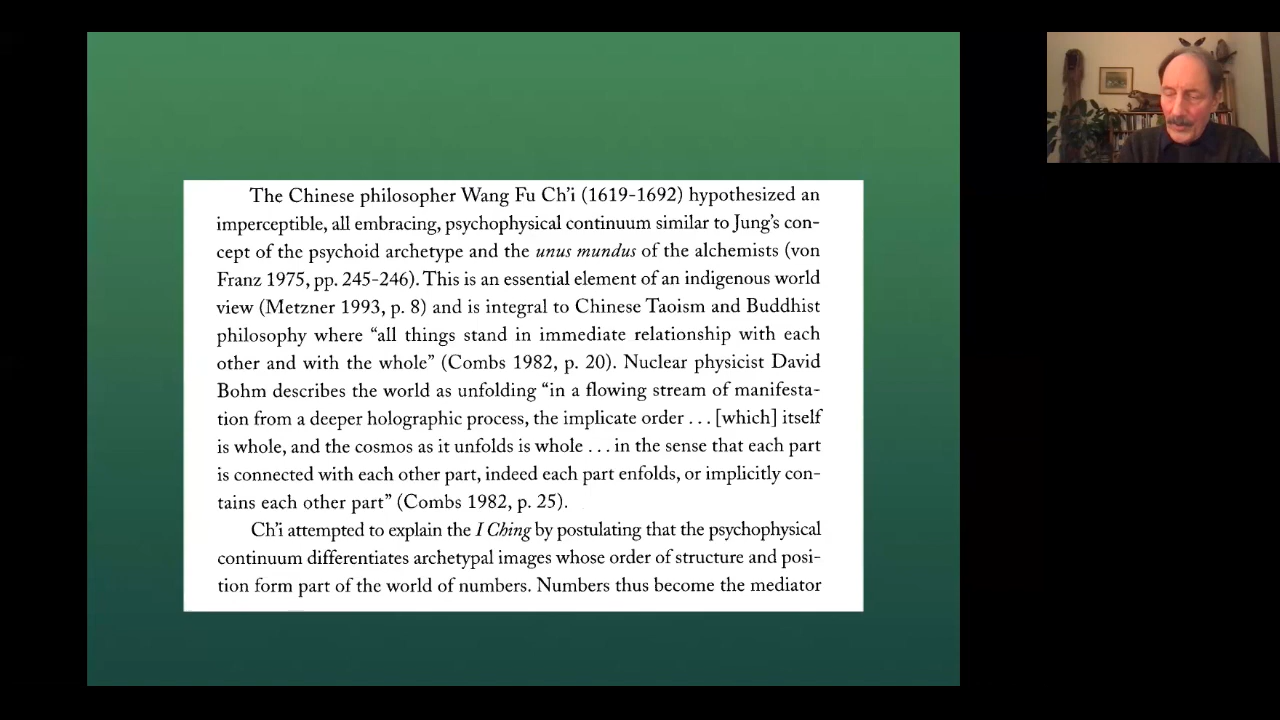 The Chinese philosopher Wang Fu Ch'i (1619-1692) hypothesized an
imperceptible, all embracing, psychophysical continuum similar to Jung's con-
cept of the psychoid archetype and the unus mundus of the alchemists (von
Franz 1975, pp. 245-246). This is an essential element of an indigenous world
view (Metzner 1993, p. 8) and is integral to Chinese Taoism and Buddhist
philosophy where “all things stand in immediate relationship with each
other and with the whole” (Combs 1982, p. 20). Nuclear physicist David
Bohm describes the world as unfolding “in a flowing stream of manifesta-
tion from a deeper holographic process, the implicate order . . . [which] itself
is whole, and the cosmos as it unfolds is whole . . . in the sense that each part
is connected with each other part, indeed each part enfolds, or implicitly con-
tains each other part” (Combs 1982, p. 25).
Ch'i attempted to explain the I Ching by postulating that the psychophysical
continuum differentiates archetypal images whose order of structure and posi-
tion form part of the world of numbers. Numbers thus become the mediator